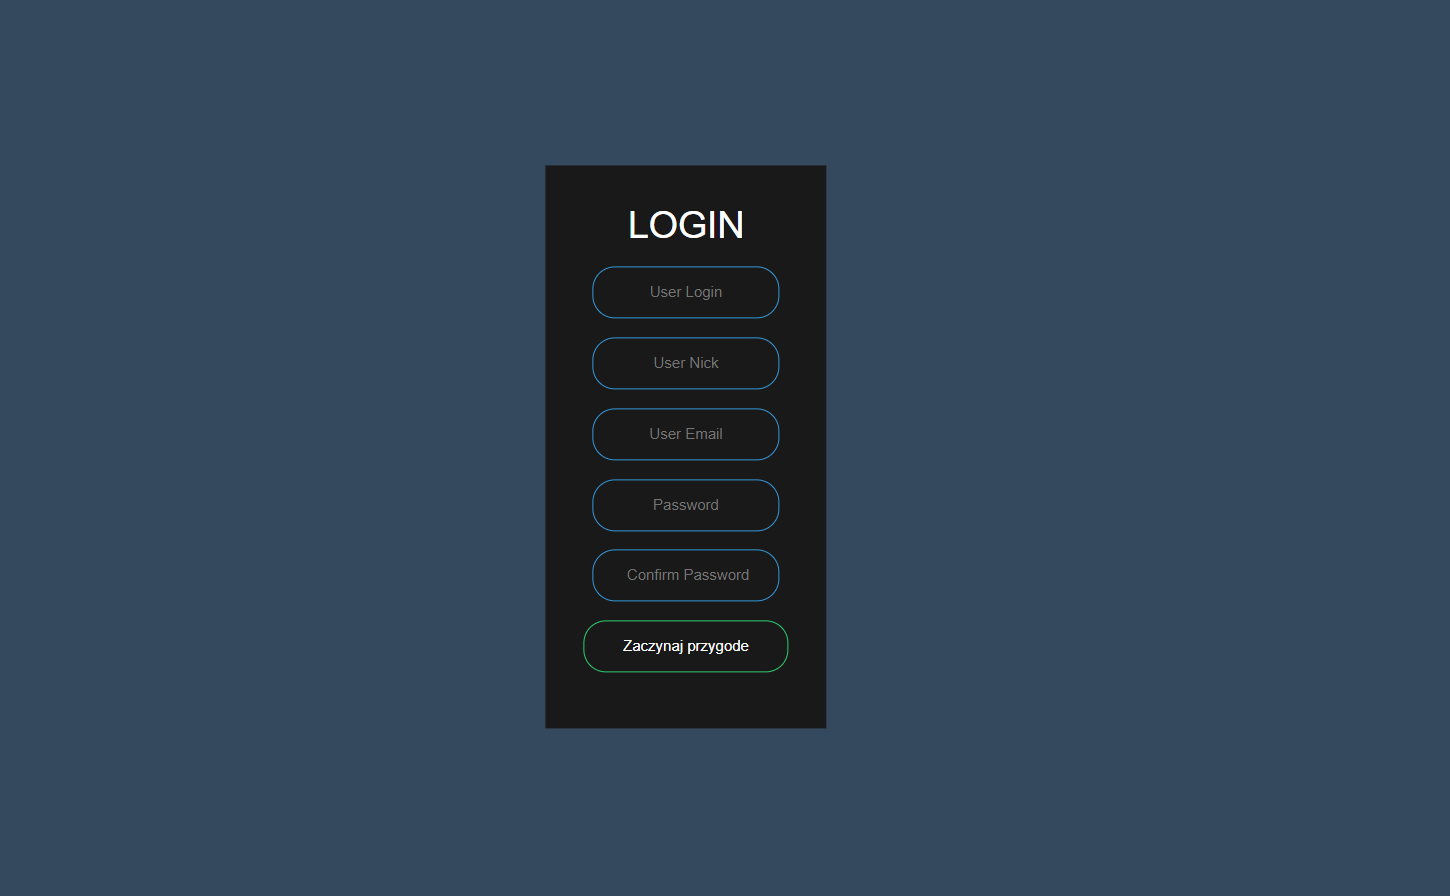 LOGIN
User Login
User Nick
User Email
Password
Confirm Password
Zaczynaj przygode